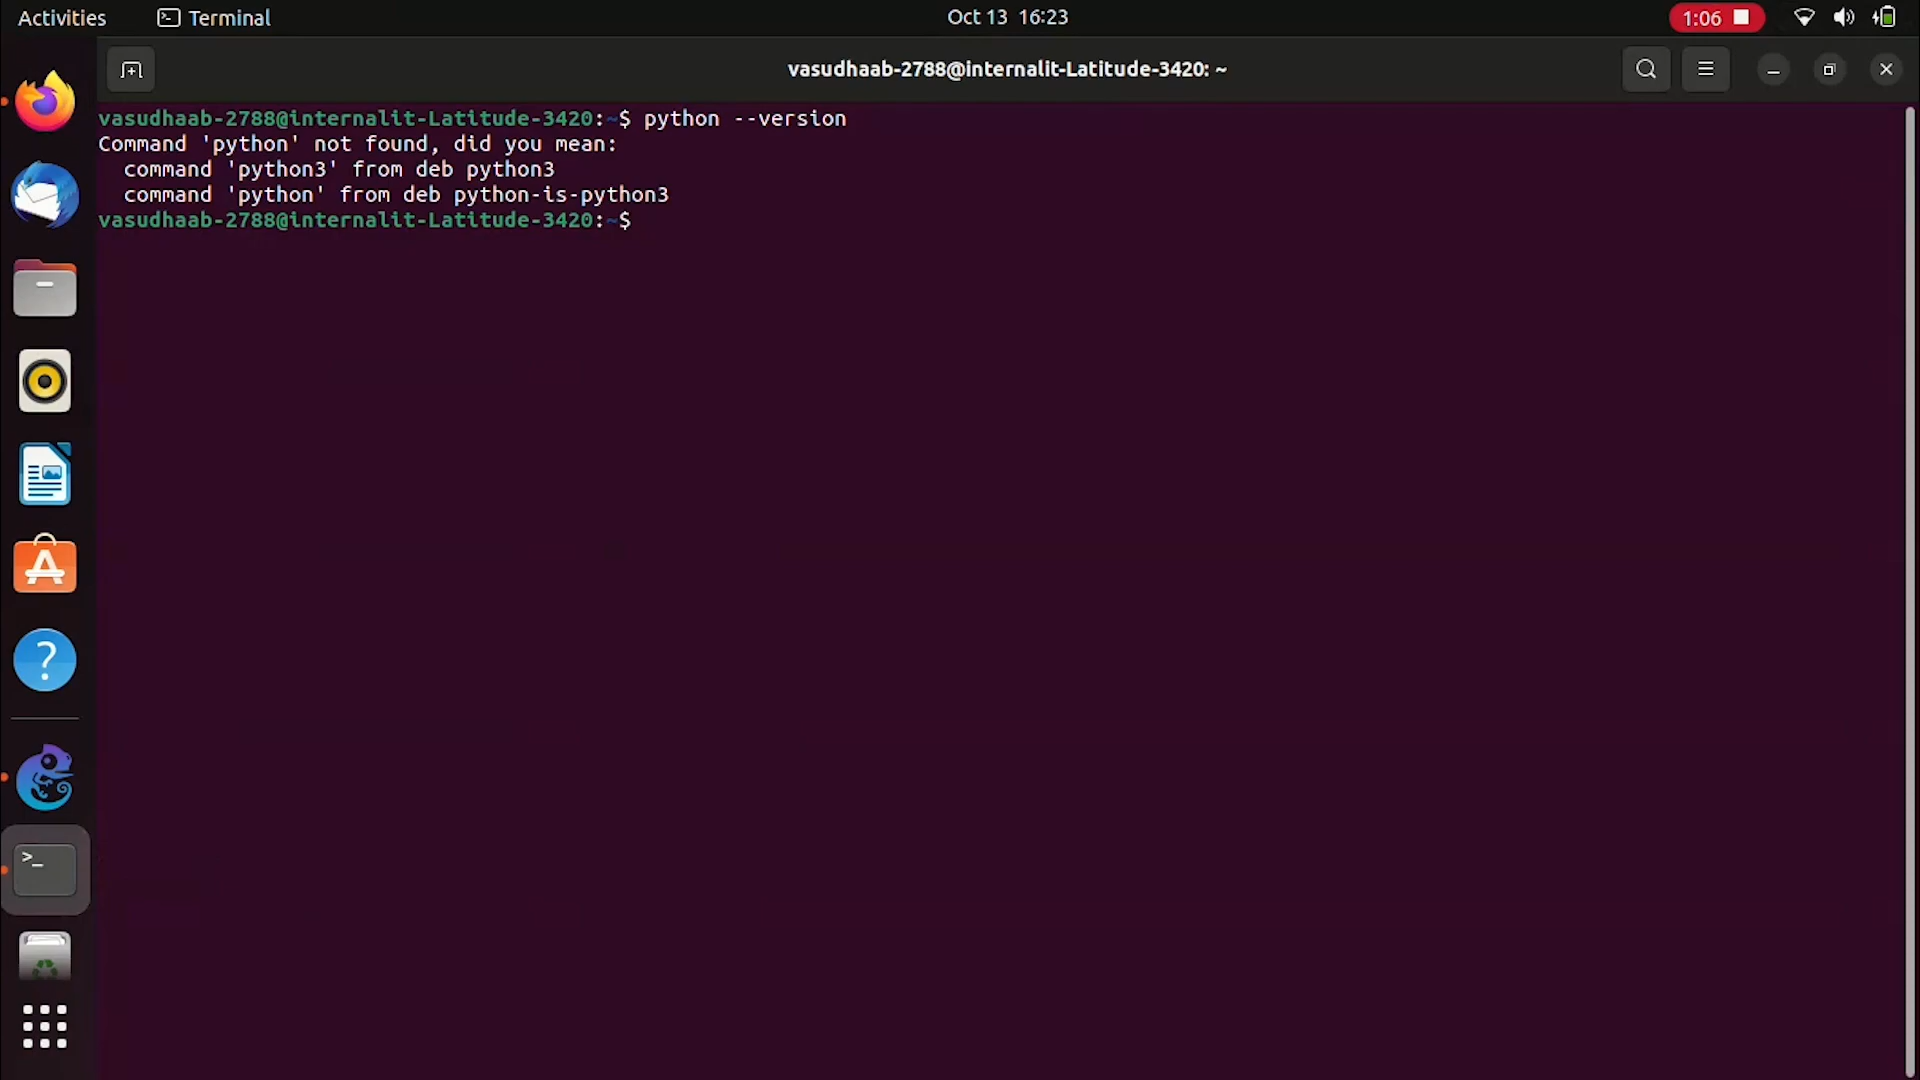 Activities Terminal Oct 13 16:23 1:06
vasudhaab-2788@internalit-Latitude-3420: ~
vasudhaab-2788@internalit-Latitude-3420:~$ python --version
Command 'python' not found, did you mean:
  command 'python3' from deb python3
  command 'python' from deb python-is-python3
vasudhaab-2788@internalit-Latitude-3420:~$